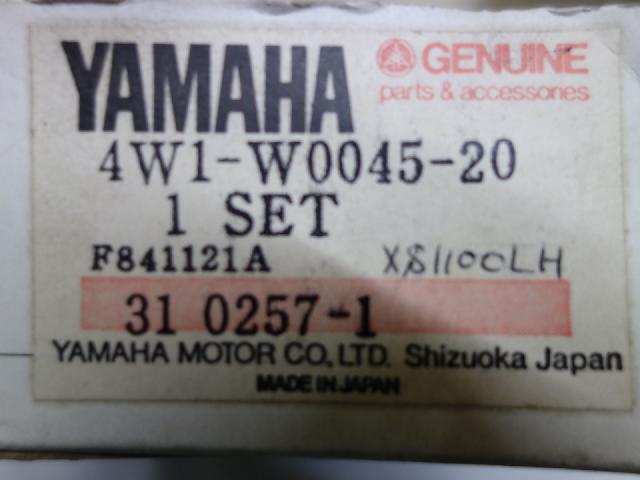 YAMAHA
GENUINE
parts & accessories
4W1-W0045-20
1 SET
F841121A XS1100LH
31 0257-1
YAMAHA MOTOR CO., LTD. Shizuoka Japan
MADE IN JAPAN